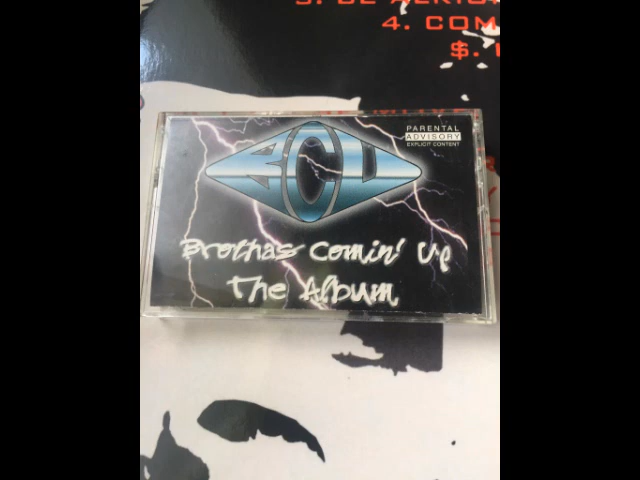 4. COM
$.
PARENTAL
ADVISORY
EXPLICIT CONTENT
BCU
Brothas Comin' Up
The Album